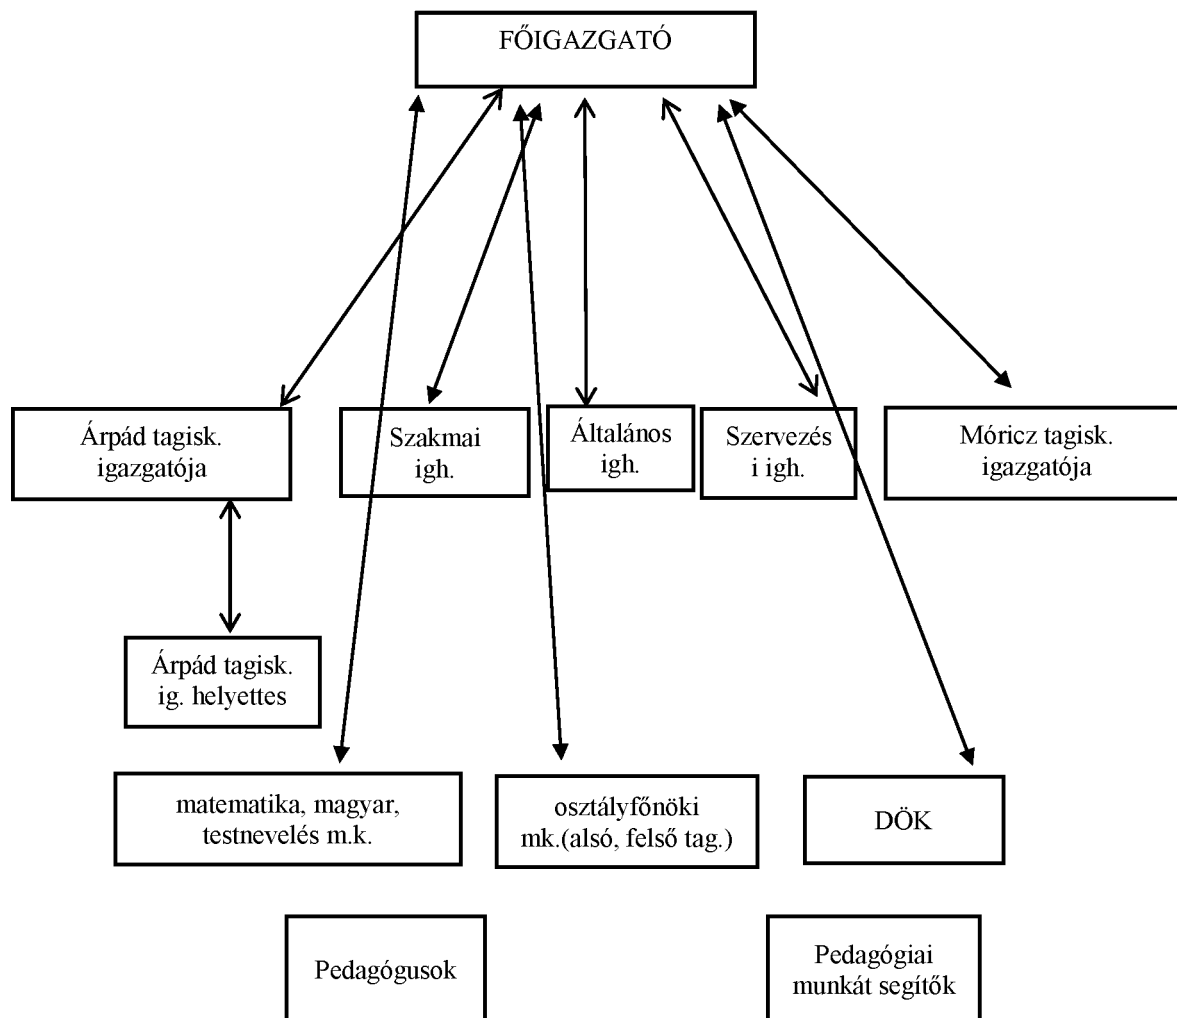 FŐIGAZGATÓ
Árpád tagisk.
igazgatója
Szakmai
igh.
Általános
igh.
Szervezés
i igh.
Móricz tagisk.
igazgatója
Árpád tagisk.
ig. helyettes
matematika, magyar,
testnevelés m.k.
osztályfőnöki
mk.(alsó, felső tag.)
DÖK
Pedagógusok
Pedagógiai
munkát segítők